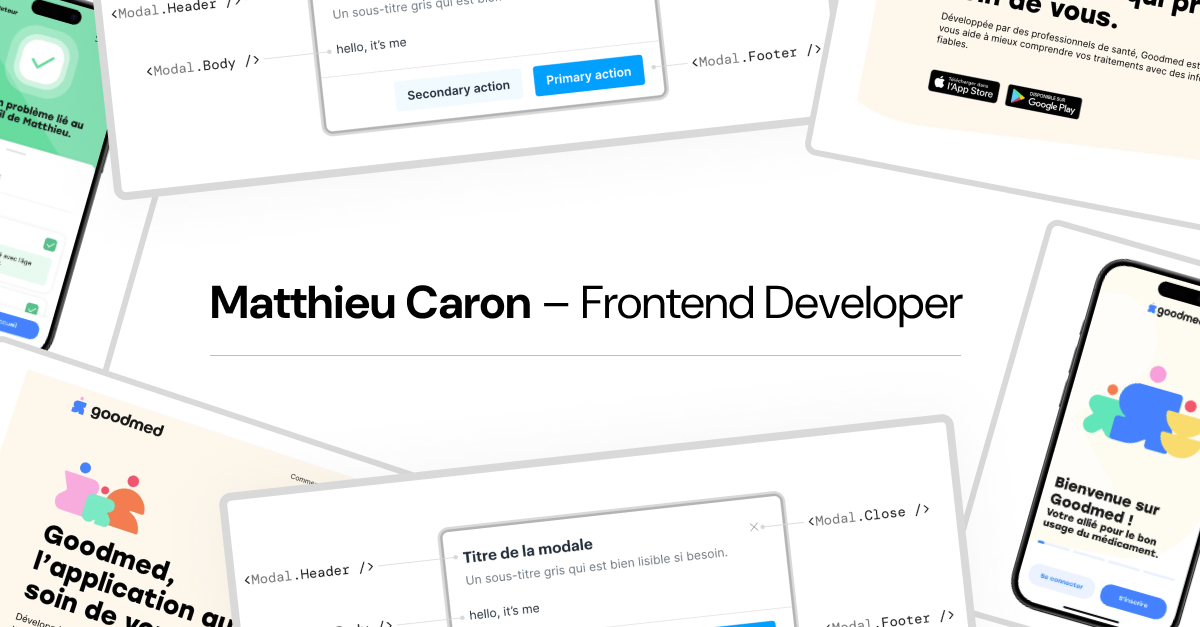 <Modal.Header />
Un sous-titre gris qui est bien
hello, it's me
<Modal.Body />
<Modal.Footer />
Secondary action
Primary action
de vous.
Développée par des professionnels de santé, Goodmed est
vous aide à mieux comprendre vos traitements avec des
fiables.
Télécharger dans
l'App Store
DISPONIBLE SUR
Google Play
problème lié au
il de Matthieu.
Matthieu Caron – Frontend Developer
goodmed
Goodmed,
l'application
soin de
goodmed
Bienvenue sur
Goodmed !
Votre allié pour le bon
usage du médicament.
Se connecter
S'inscrire
<Modal.Close />
Titre de la modale
Un sous-titre gris qui est bien lisible si besoin.
<Modal.Header />
hello, it's me
<Modal.Footer />